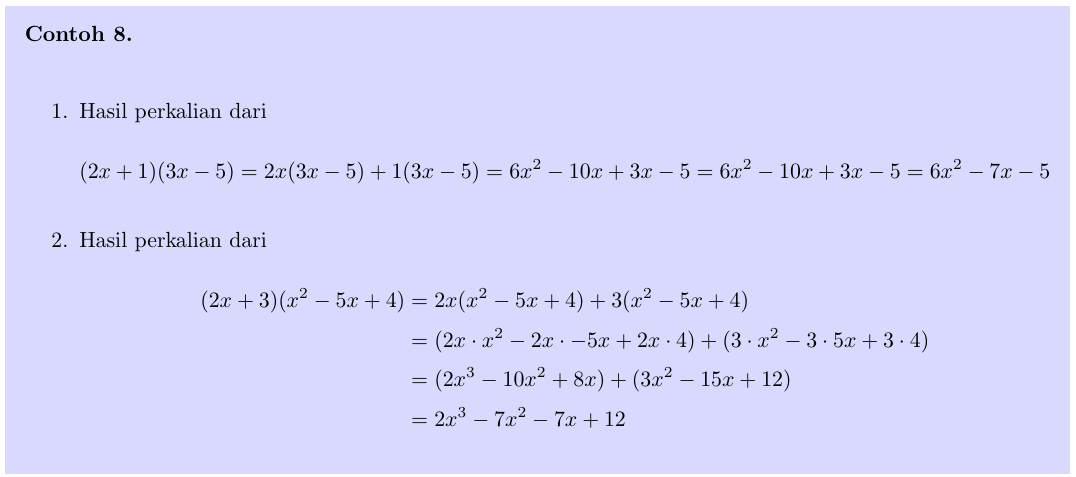 Contoh 8.
1. Hasil perkalian dari
(2x + 1)(3x − 5) = 2x(3x − 5) + 1(3x − 5) = 6x² − 10x + 3x − 5 = 6x² − 10x + 3x − 5 = 6x² − 7x − 5
2. Hasil perkalian dari
(2x + 3)(x² − 5x + 4) = 2x(x² − 5x + 4) + 3(x² − 5x + 4)
= (2x · x² − 2x · −5x + 2x · 4) + (3 · x² − 3 · 5x + 3 · 4)
= (2x³ − 10x² + 8x) + (3x² − 15x + 12)
= 2x³ − 7x² − 7x + 12